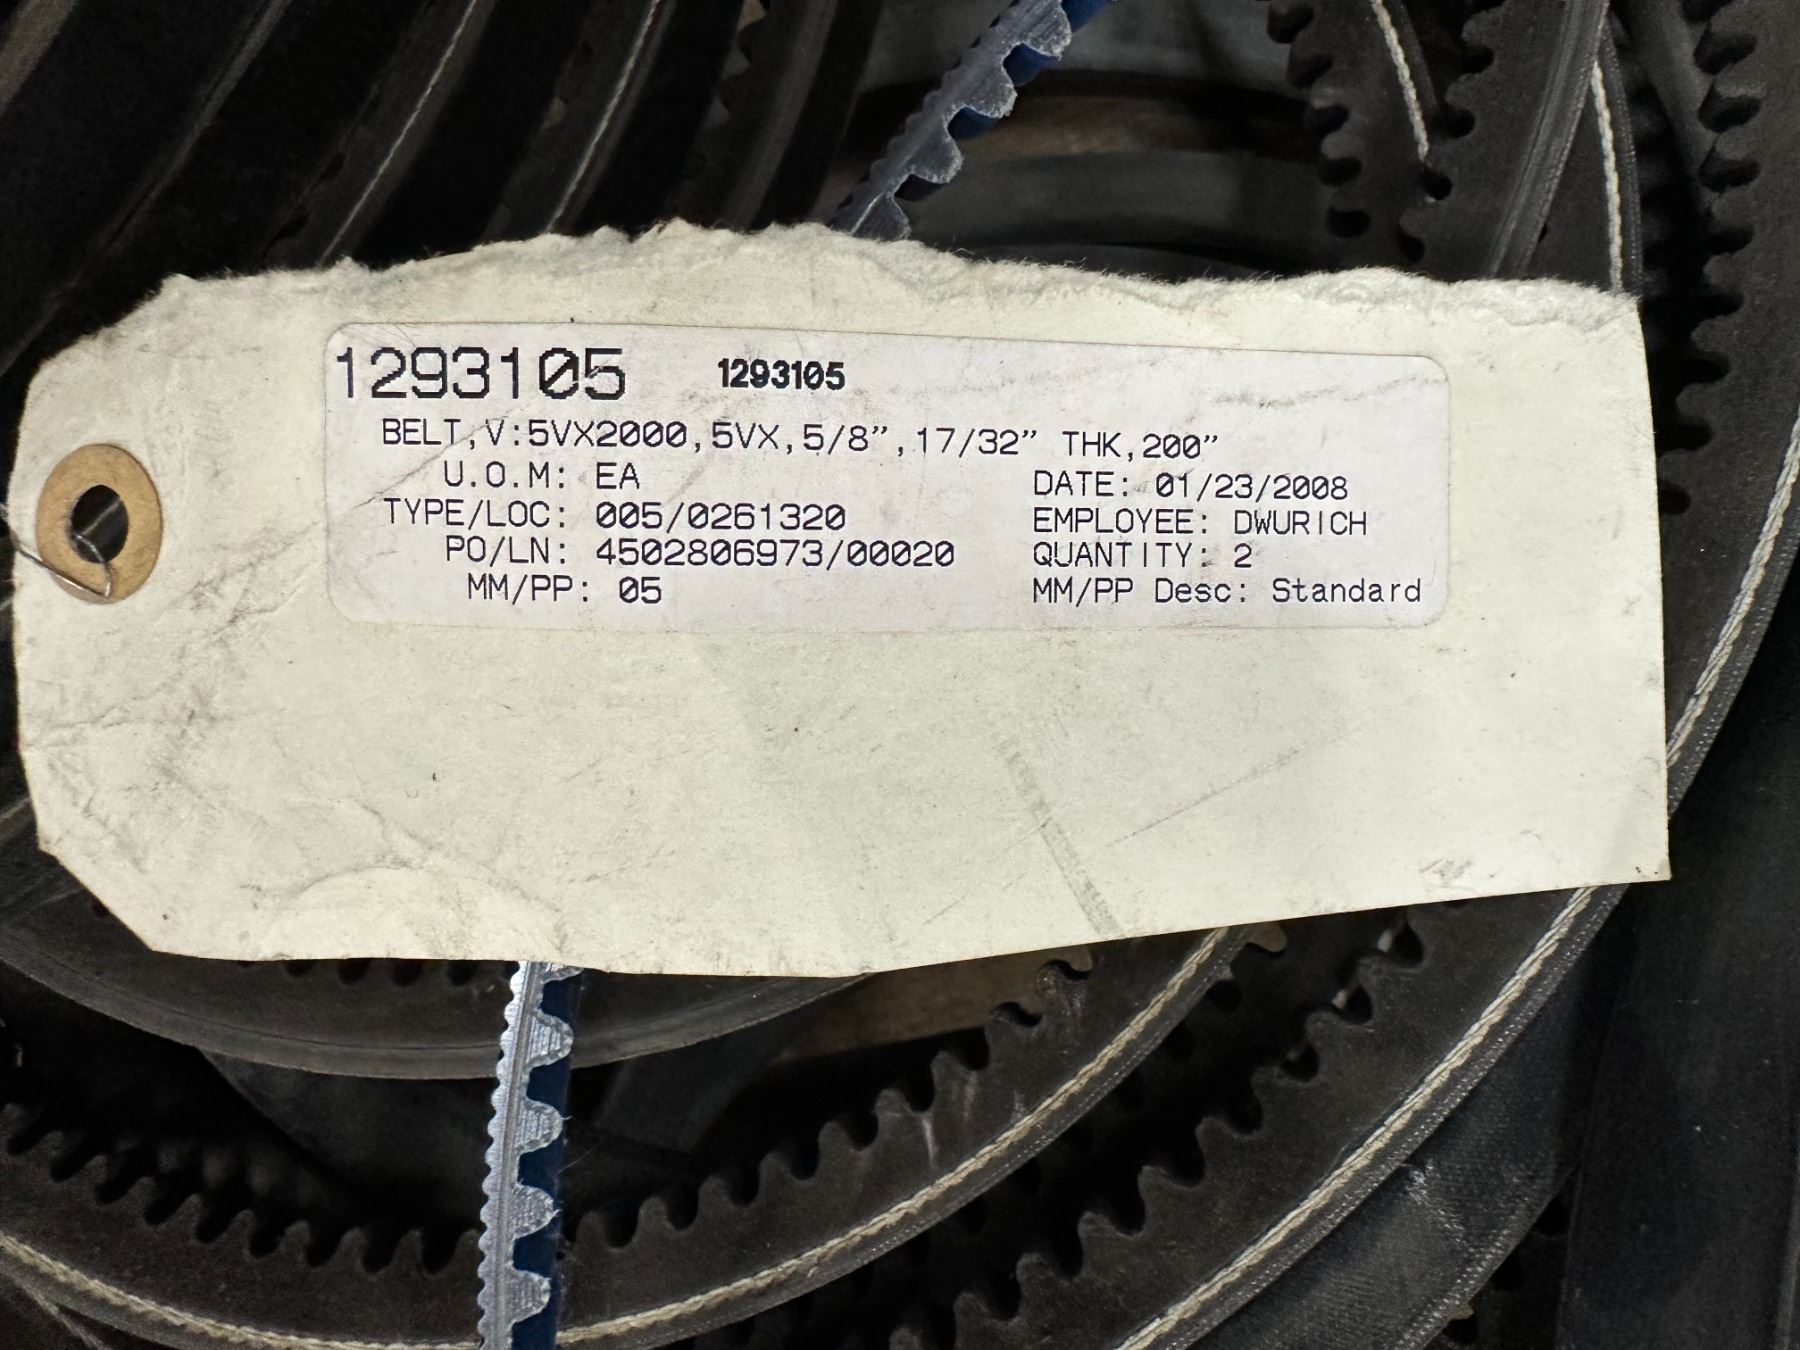 1293105 1293105
BELT,V:5VX2000,5VX,5/8",17/32" THK,200"
U.O.M: EA DATE: 01/23/2008
TYPE/LOC: 005/0261320 EMPLOYEE: DWURICH
PO/LN: 4502806973/00020 QUANTITY: 2
MM/PP: 05 MM/PP Desc: Standard